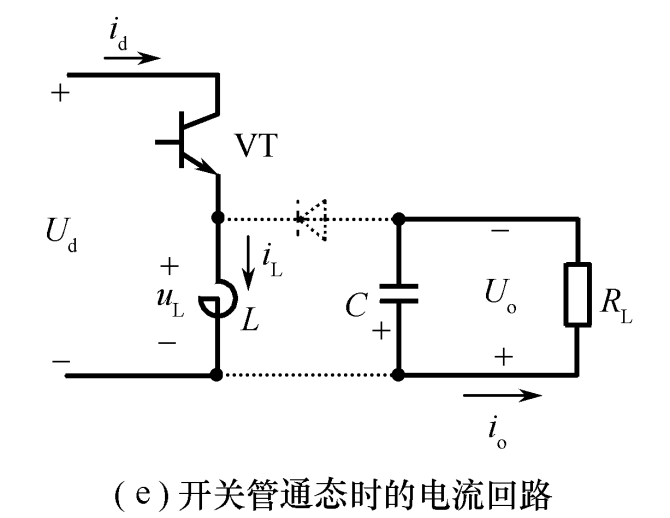 i_d
+
VT
U_d
+
i_L
u_L
L
−
−
C
+
−
U_o
R_L
+
i_o
(e)开关管通态时的电流回路